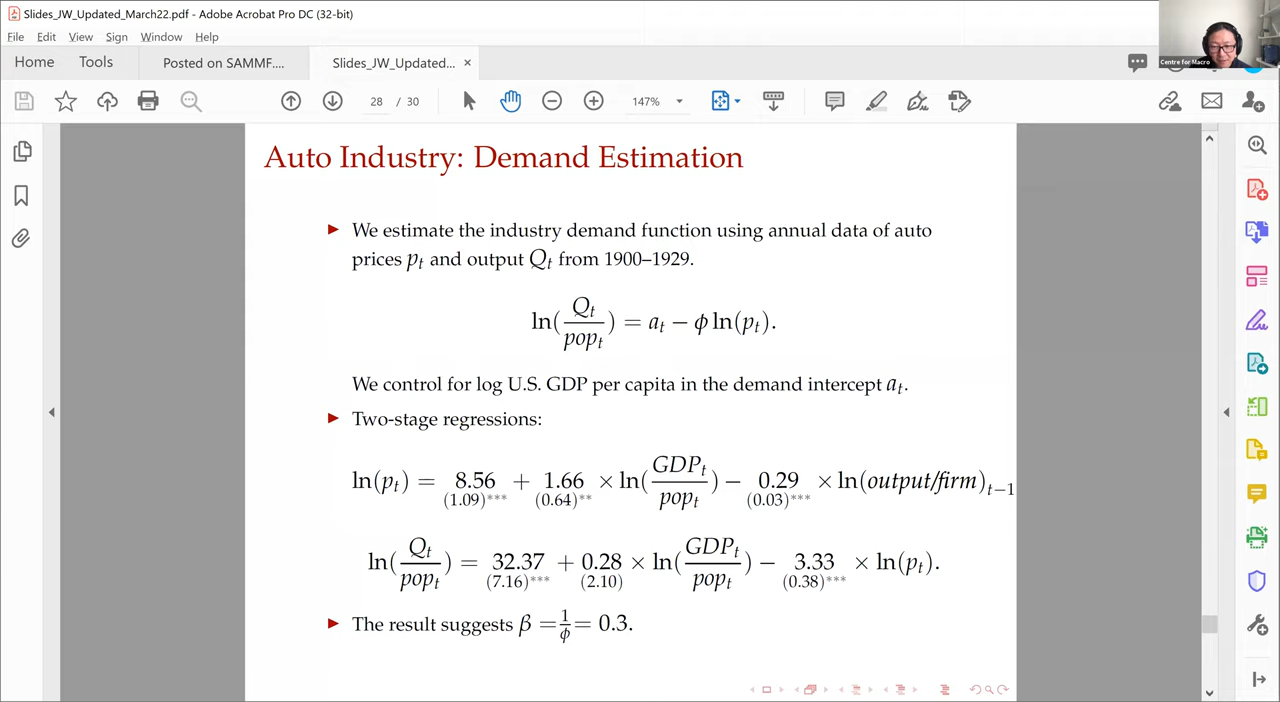 Slides_JW_Updated_March22.pdf - Adobe Acrobat Pro DC (32-bit)
File Edit View Sign Window Help
Home Tools Posted on SAMMF.... Slides_JW_Updated... ×
28 / 30 147%
Centre for Macro
Auto Industry: Demand Estimation
► We estimate the industry demand function using annual data of auto
prices p_t and output Q_t from 1900–1929.
ln(Q_t/pop_t) = a_t − ϕ ln(p_t).
We control for log U.S. GDP per capita in the demand intercept a_t.
► Two-stage regressions:
ln(p_t) = 8.56 + 1.66 × ln(GDP_t/pop_t) − 0.29 × ln(output/firm)_{t−1}
(1.09)*** (0.64)** (0.03)***
ln(Q_t/pop_t) = 32.37 + 0.28 × ln(GDP_t/pop_t) − 3.33 × ln(p_t).
(7.16)*** (2.10) (0.38)***
► The result suggests β = 1/ϕ = 0.3.